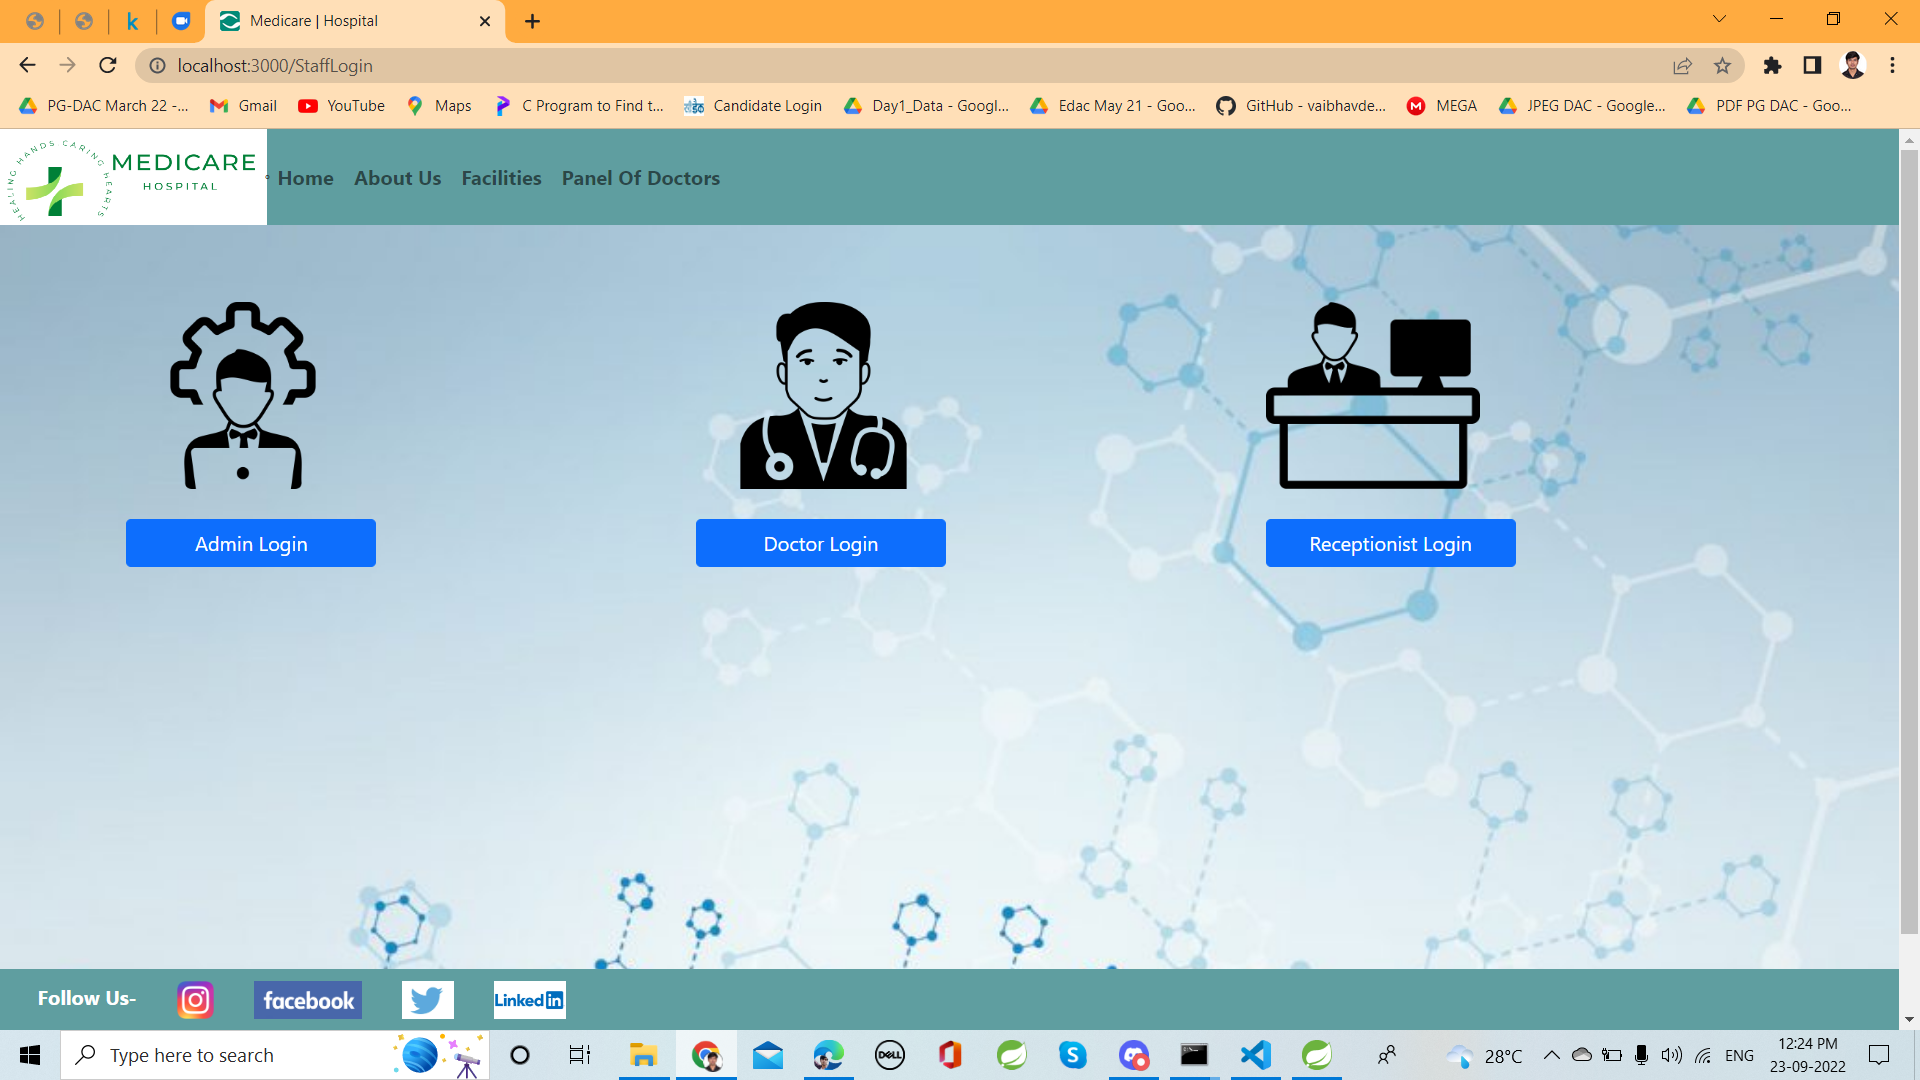 Medicare | Hospital
localhost:3000/StaffLogin
PG-DAC March 22 -...
Gmail
YouTube
Maps
C Program to Find t...
Candidate Login
Day1_Data - Googl...
Edac May 21 - Goo...
GitHub - vaibhavde...
MEGA
JPEG DAC - Google...
PDF PG DAC - Goo...
HEALING HANDS CARING HEARTS
MEDICARE
HOSPITAL
Home
About Us
Facilities
Panel Of Doctors
Admin Login
Doctor Login
Receptionist Login
Follow Us-
facebook
Linkedin
Type here to search
DELL
28°C
ENG
12:24 PM
23-09-2022